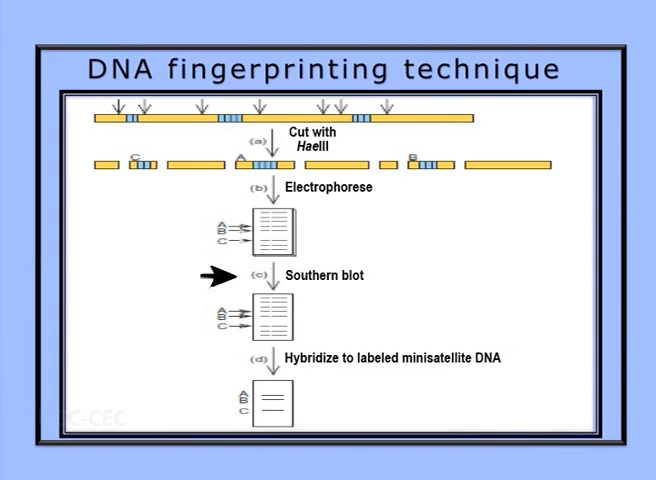 DNA fingerprinting technique
(a)
Cut with
HaeIII
C
A
B
(b)
Electrophorese
A
B
C
(c)
Southern blot
A
B
C
(d)
Hybridize to labeled minisatellite DNA
A
B
C
-CEC